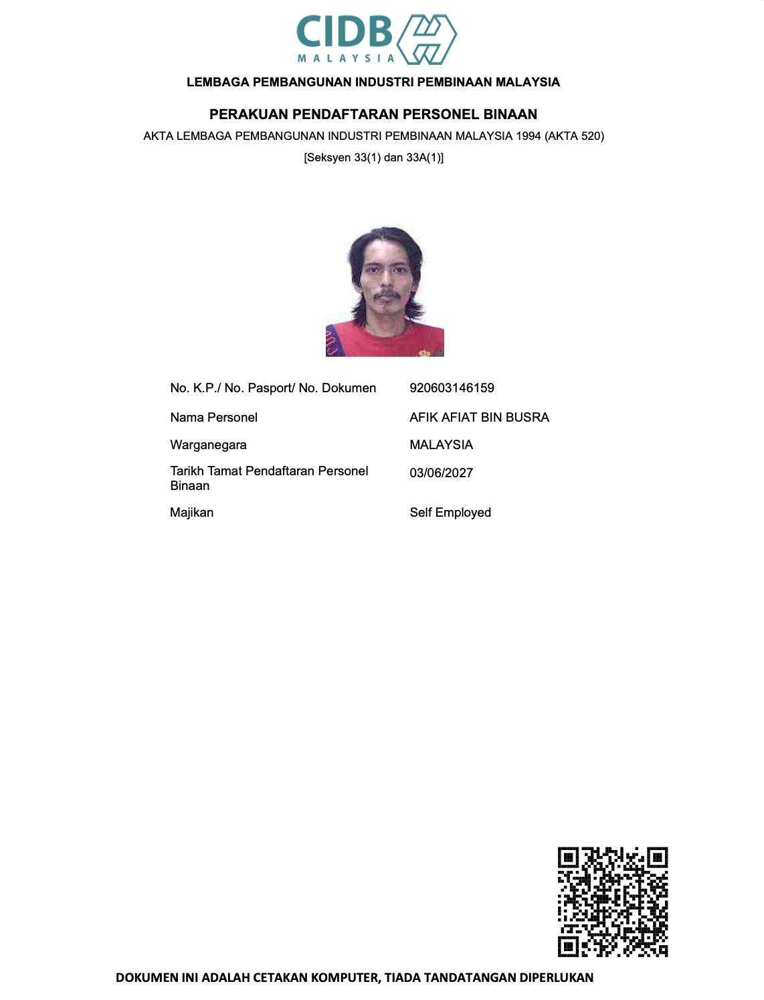 CIDB
MALAYSIA
LEMBAGA PEMBANGUNAN INDUSTRI PEMBINAAN MALAYSIA
PERAKUAN PENDAFTARAN PERSONEL BINAAN
AKTA LEMBAGA PEMBANGUNAN INDUSTRI PEMBINAAN MALAYSIA 1994 (AKTA 520)
[Seksyen 33(1) dan 33A(1)]
No. K.P./ No. Pasport/ No. Dokumen 920603146159
Nama Personel AFIK AFIAT BIN BUSRA
Warganegara MALAYSIA
Tarikh Tamat Pendaftaran Personel 03/06/2027
Binaan
Majikan Self Employed
DOKUMEN INI ADALAH CETAKAN KOMPUTER, TIADA TANDATANGAN DIPERLUKAN